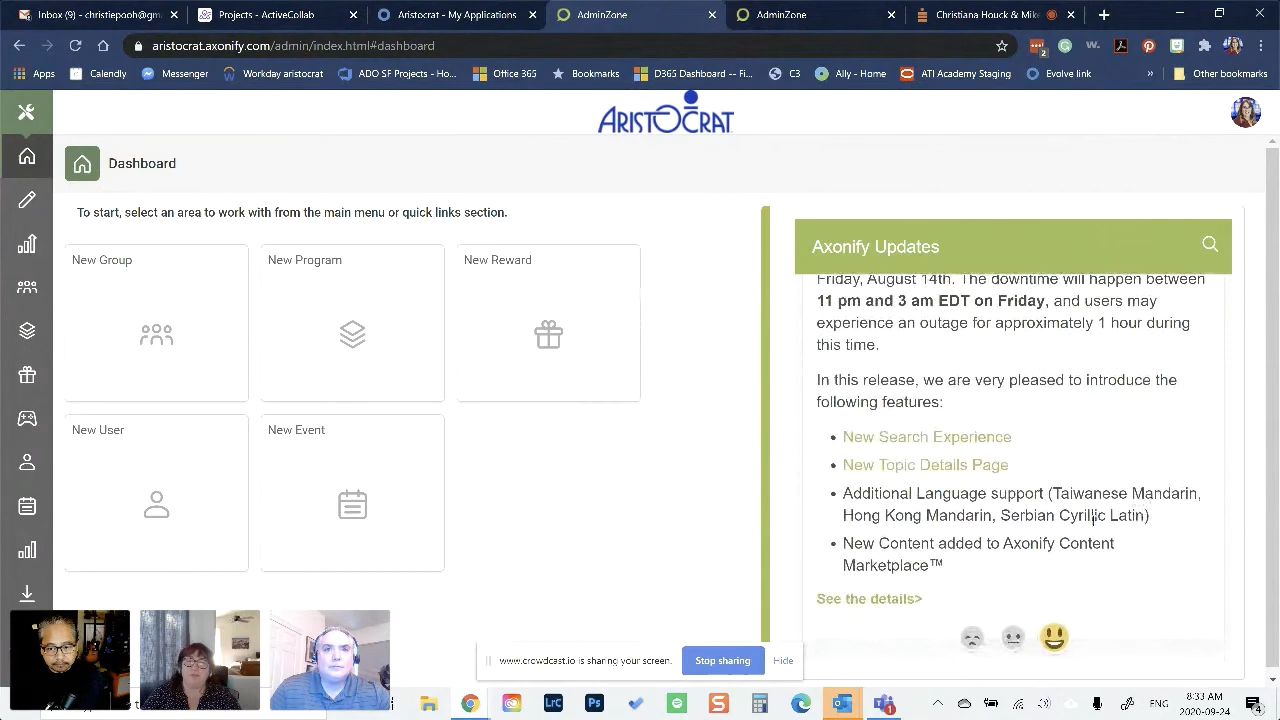 Inbox (9) - christiehoy@gm
Projects - ActiveCollab
Aristocrat - My Applications
AdminZone
AdminZone
Christiana Houck & Mike
aristocrat.axonify.com/admin/index.html#dashboard
Apps
Calendly
Messenger
Workday aristocrat
ADO SF Projects - Ho...
Office 365
Bookmarks
D365 Dashboard -- Fi...
C3
Ally - Home
AR Academy Staging
Evolve link
»
Other bookmarks
ARISTOCRAT
Dashboard
To start, select an area to work with from the main menu or quick links section.
New Group
New Program
New Reward
New User
New Event
Axonify Updates
Friday, August 14th. The downtime will happen between
11 pm and 3 am EDT on Friday, and users may
experience an outage for approximately 1 hour during
this time.
In this release, we are very pleased to introduce the
following features:
• New Search Experience
• New Topic Details Page
• Additional Language support (Taiwanese Mandarin,
Hong Kong Mandarin, Serbian Cyrillic Latin)
• New Content added to Axonify Content
Marketplace™
See the details>
www.crowdcast.io is sharing your screen.
Stop sharing
Hide
LrC
Ps
2020-09-24